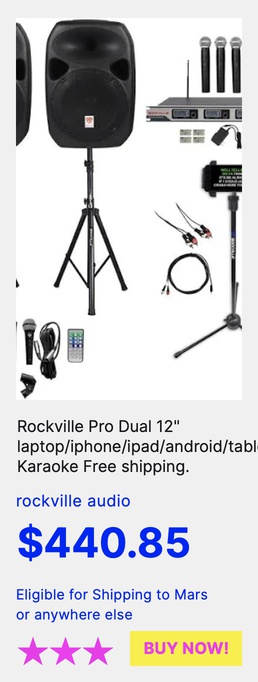 Rockville Pro Dual 12"
laptop/iphone/ipad/android/tabl
Karaoke Free shipping.
rockville audio
$440.85
Eligible for Shipping to Mars
or anywhere else
BUY NOW!